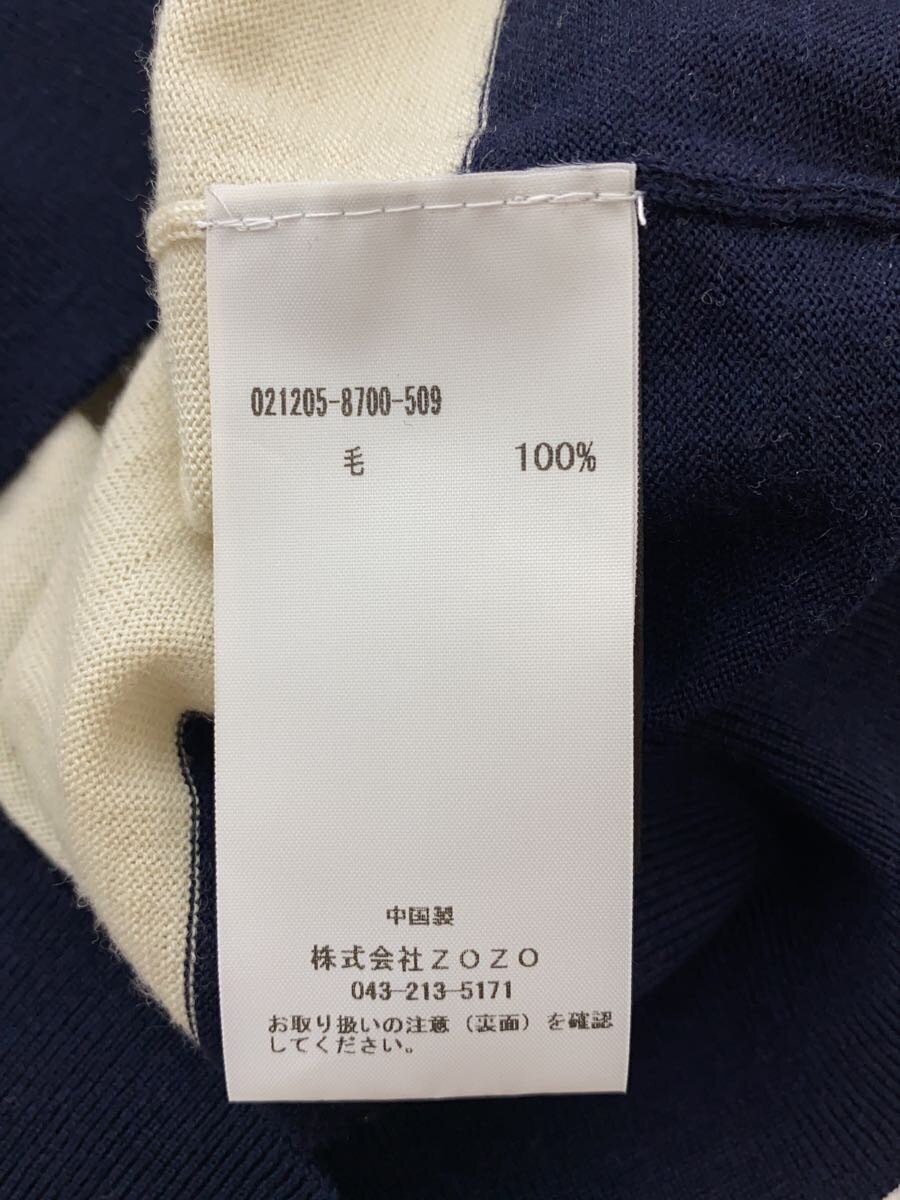 021205-8700-509
毛 100%
中国製
株式会社ZOZO
043-213-5171
お取り扱いの注意(裏面)を確認
してください。